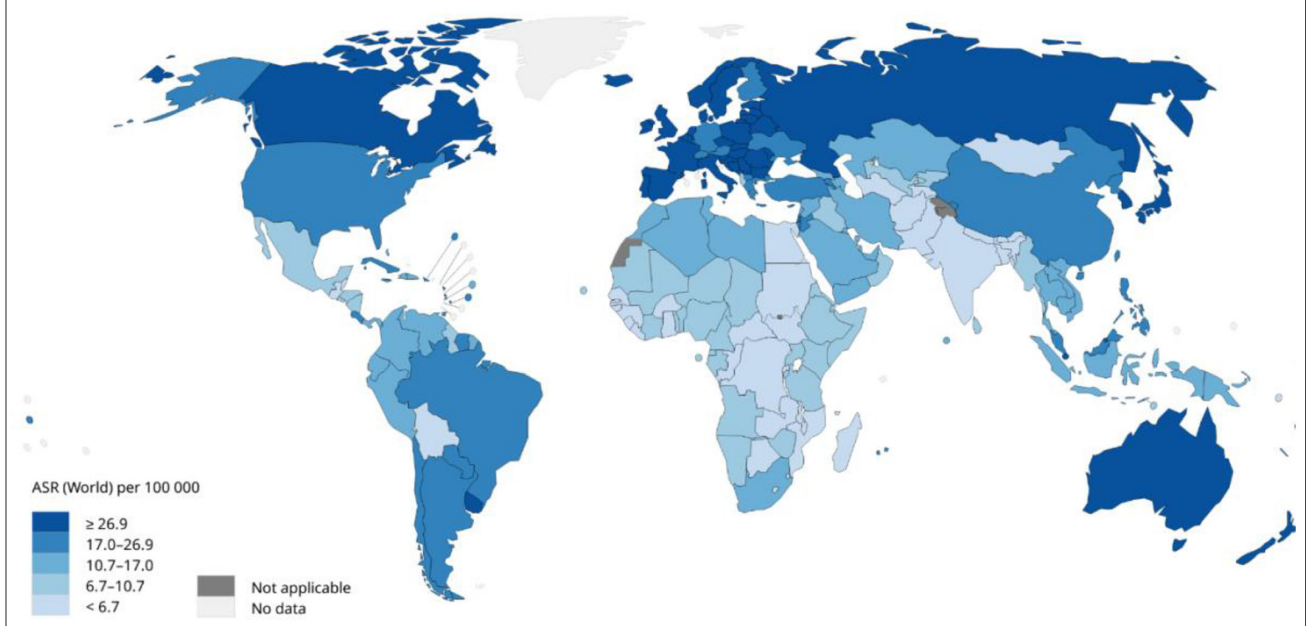 ASR (World) per 100 000
≥ 26.9
17.0–26.9
10.7–17.0
6.7–10.7
< 6.7
Not applicable
No data